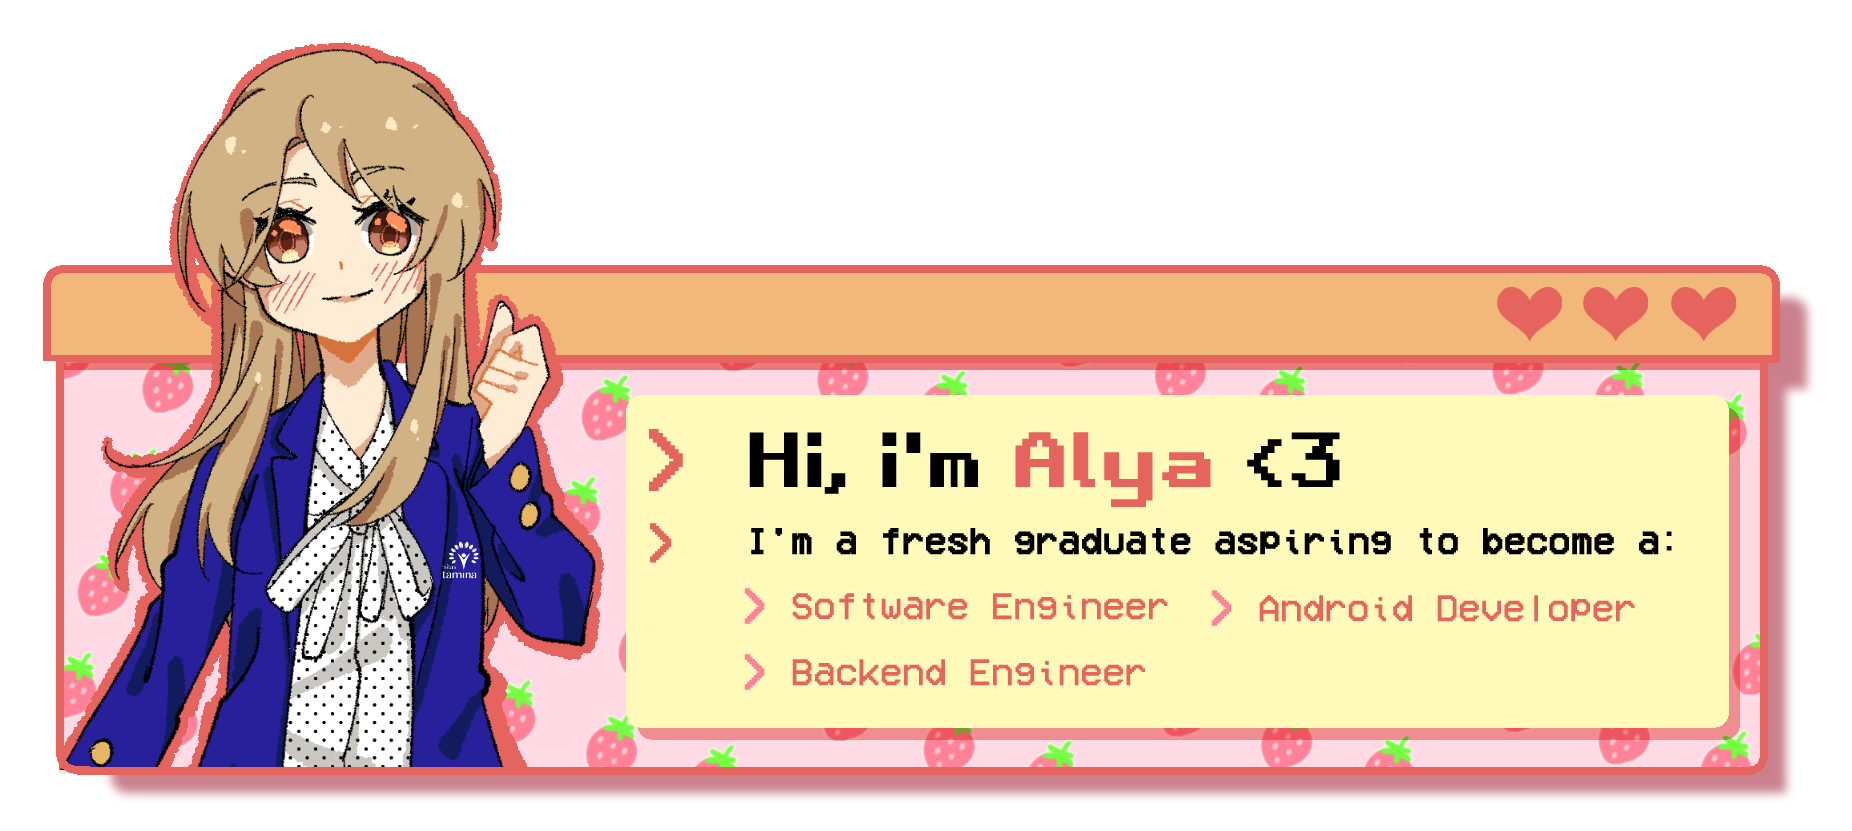 > Hi, i'm Alya <3
> I'm a fresh graduate aspiring to become a:
> Software Engineer > Android Developer
> Backend Engineer
tamina